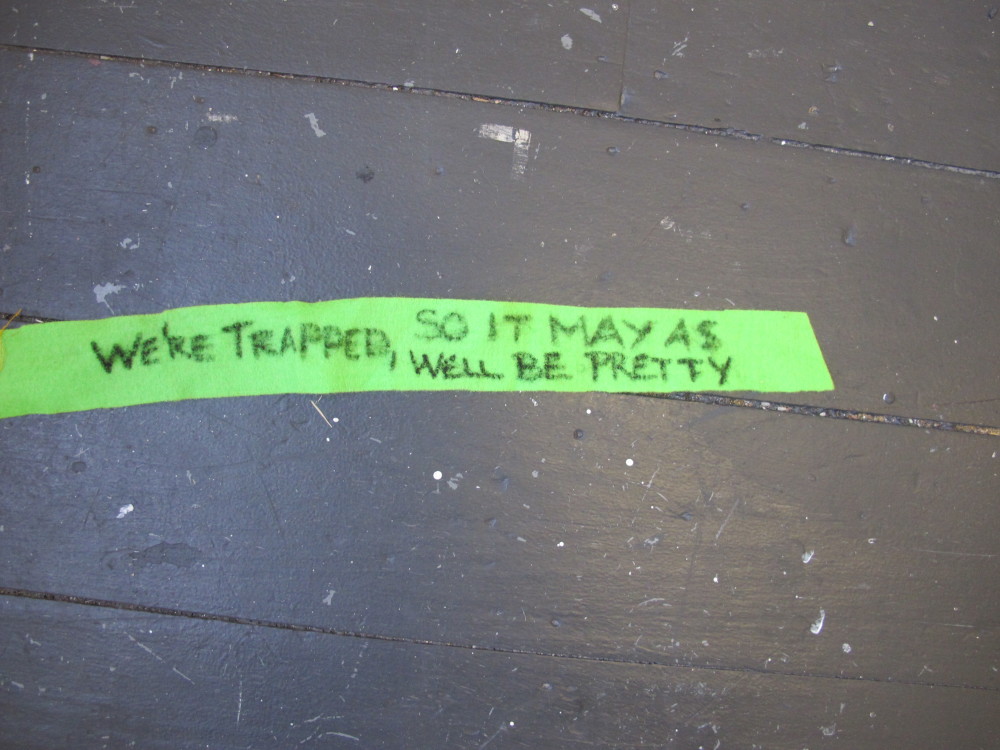 WE'RE TRAPPED, SO IT MAY AS
WELL BE PRETTY